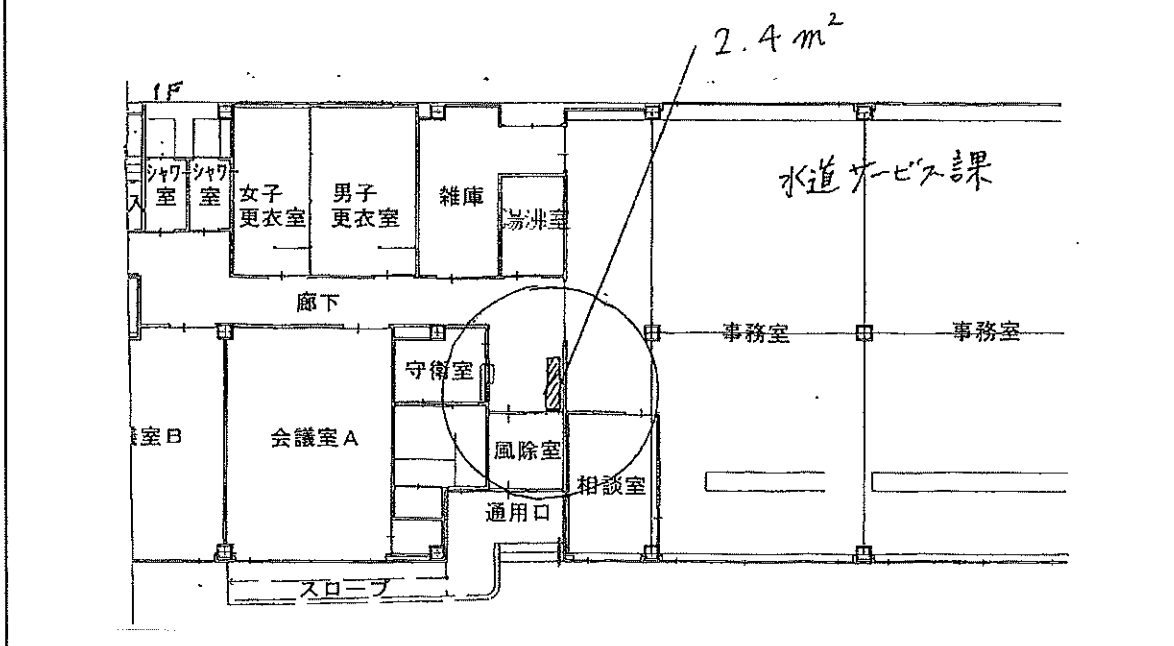 2.4 m²
1F
水道サービス課
シャワー室
シャワー室
ス
女子
更衣室
男子
更衣室
雑庫
湯沸室
廊下
守衛室
事務室
事務室
室B
会議室A
風除室
相談室
通用口
スロープ